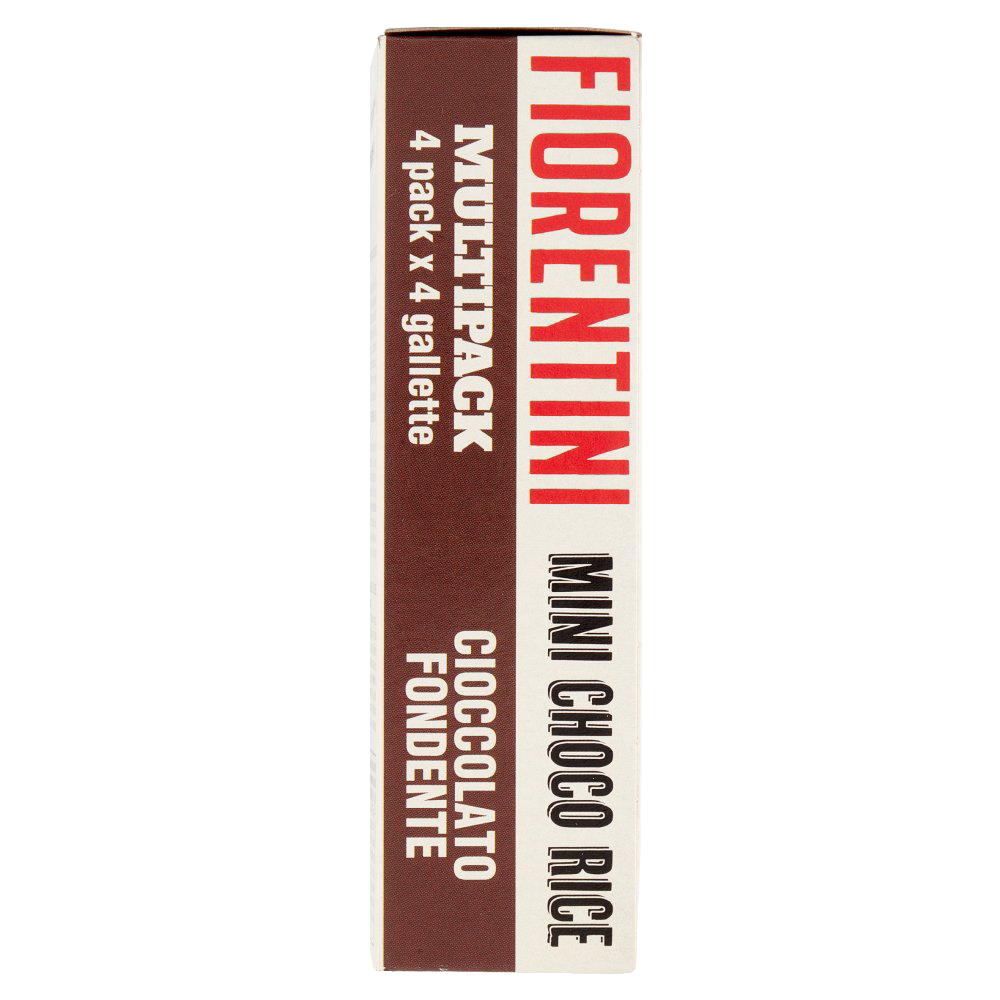 FIORENTINI
MINI CHOCO RICE
MULTIPACK
4 pack x 4 gallette
CIOCCOLATO
FONDENTE